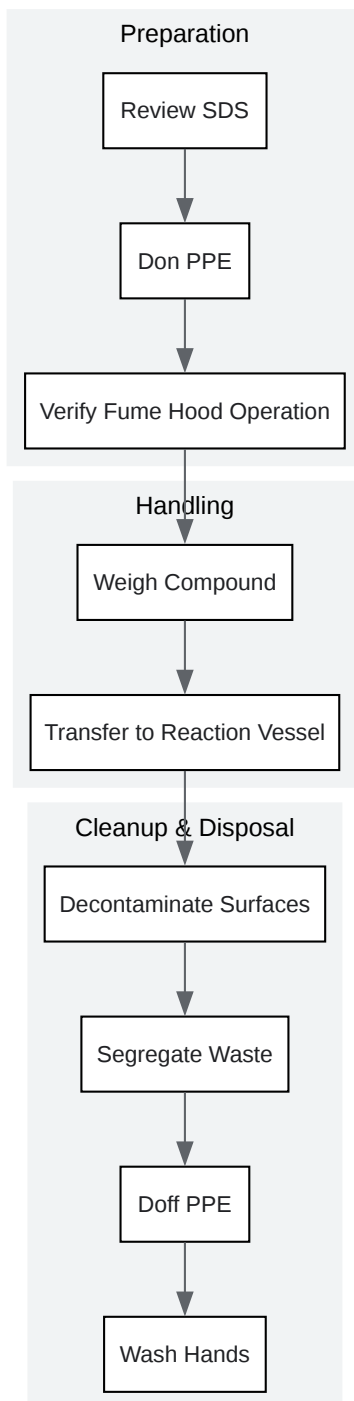 Preparation
Review SDS
Don PPE
Verify Fume Hood Operation
Handling
Weigh Compound
Transfer to Reaction Vessel
Cleanup & Disposal
Decontaminate Surfaces
Segregate Waste
Doff PPE
Wash Hands